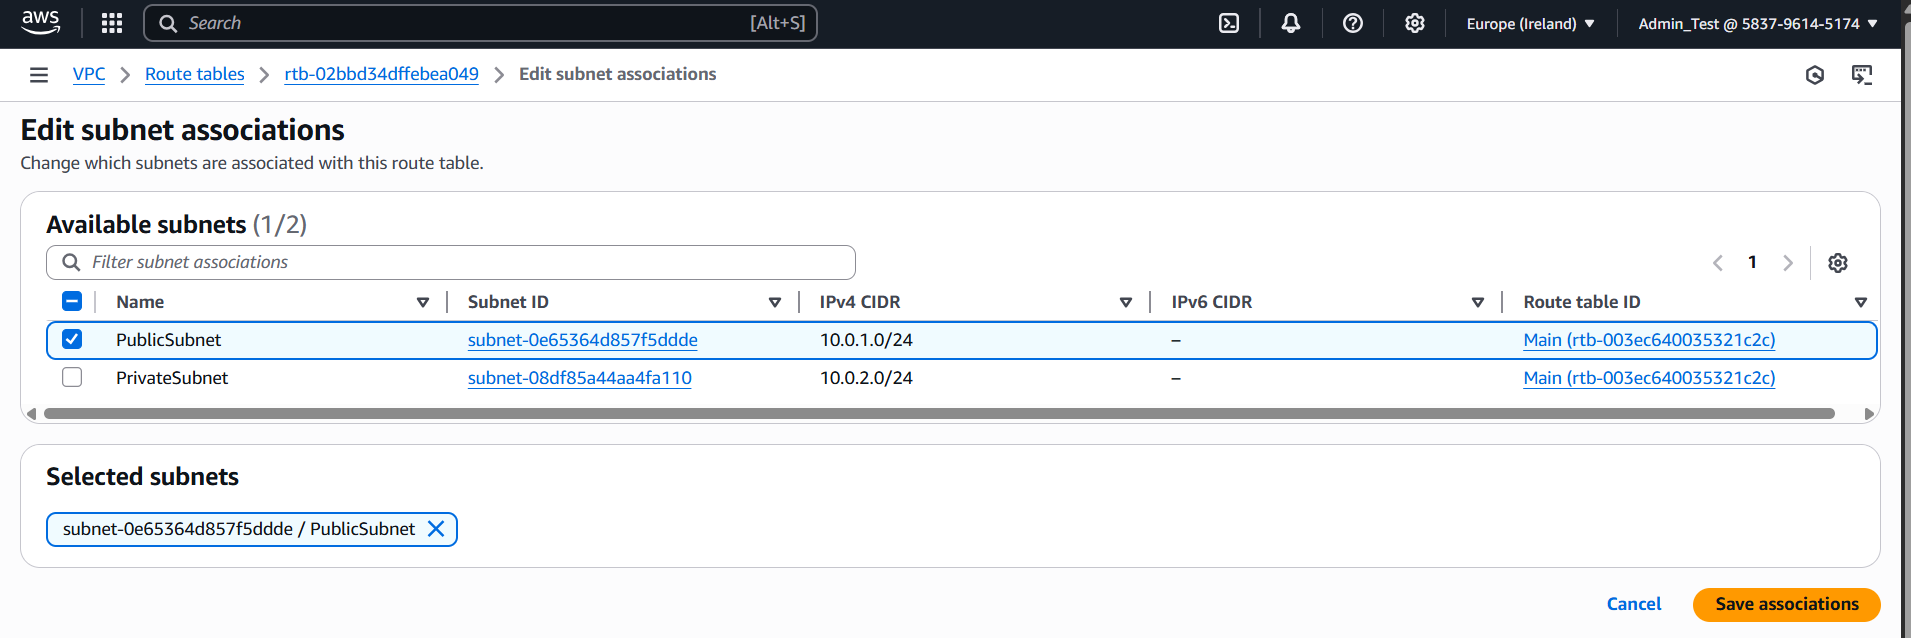 aws Search [Alt+S] Europe (Ireland) Admin_Test @ 5837-9614-5174
VPC Route tables rtb-02bbd34dffebea049 Edit subnet associations
Edit subnet associations
Change which subnets are associated with this route table.
Available subnets (1/2)
Filter subnet associations 1
Name Subnet ID IPv4 CIDR IPv6 CIDR Route table ID
PublicSubnet subnet-0e65364d857f5ddde 10.0.1.0/24 – Main (rtb-003ec640035321c2c)
PrivateSubnet subnet-08df85a44aa4fa110 10.0.2.0/24 – Main (rtb-003ec640035321c2c)
Selected subnets
subnet-0e65364d857f5ddde / PublicSubnet
Cancel Save associations